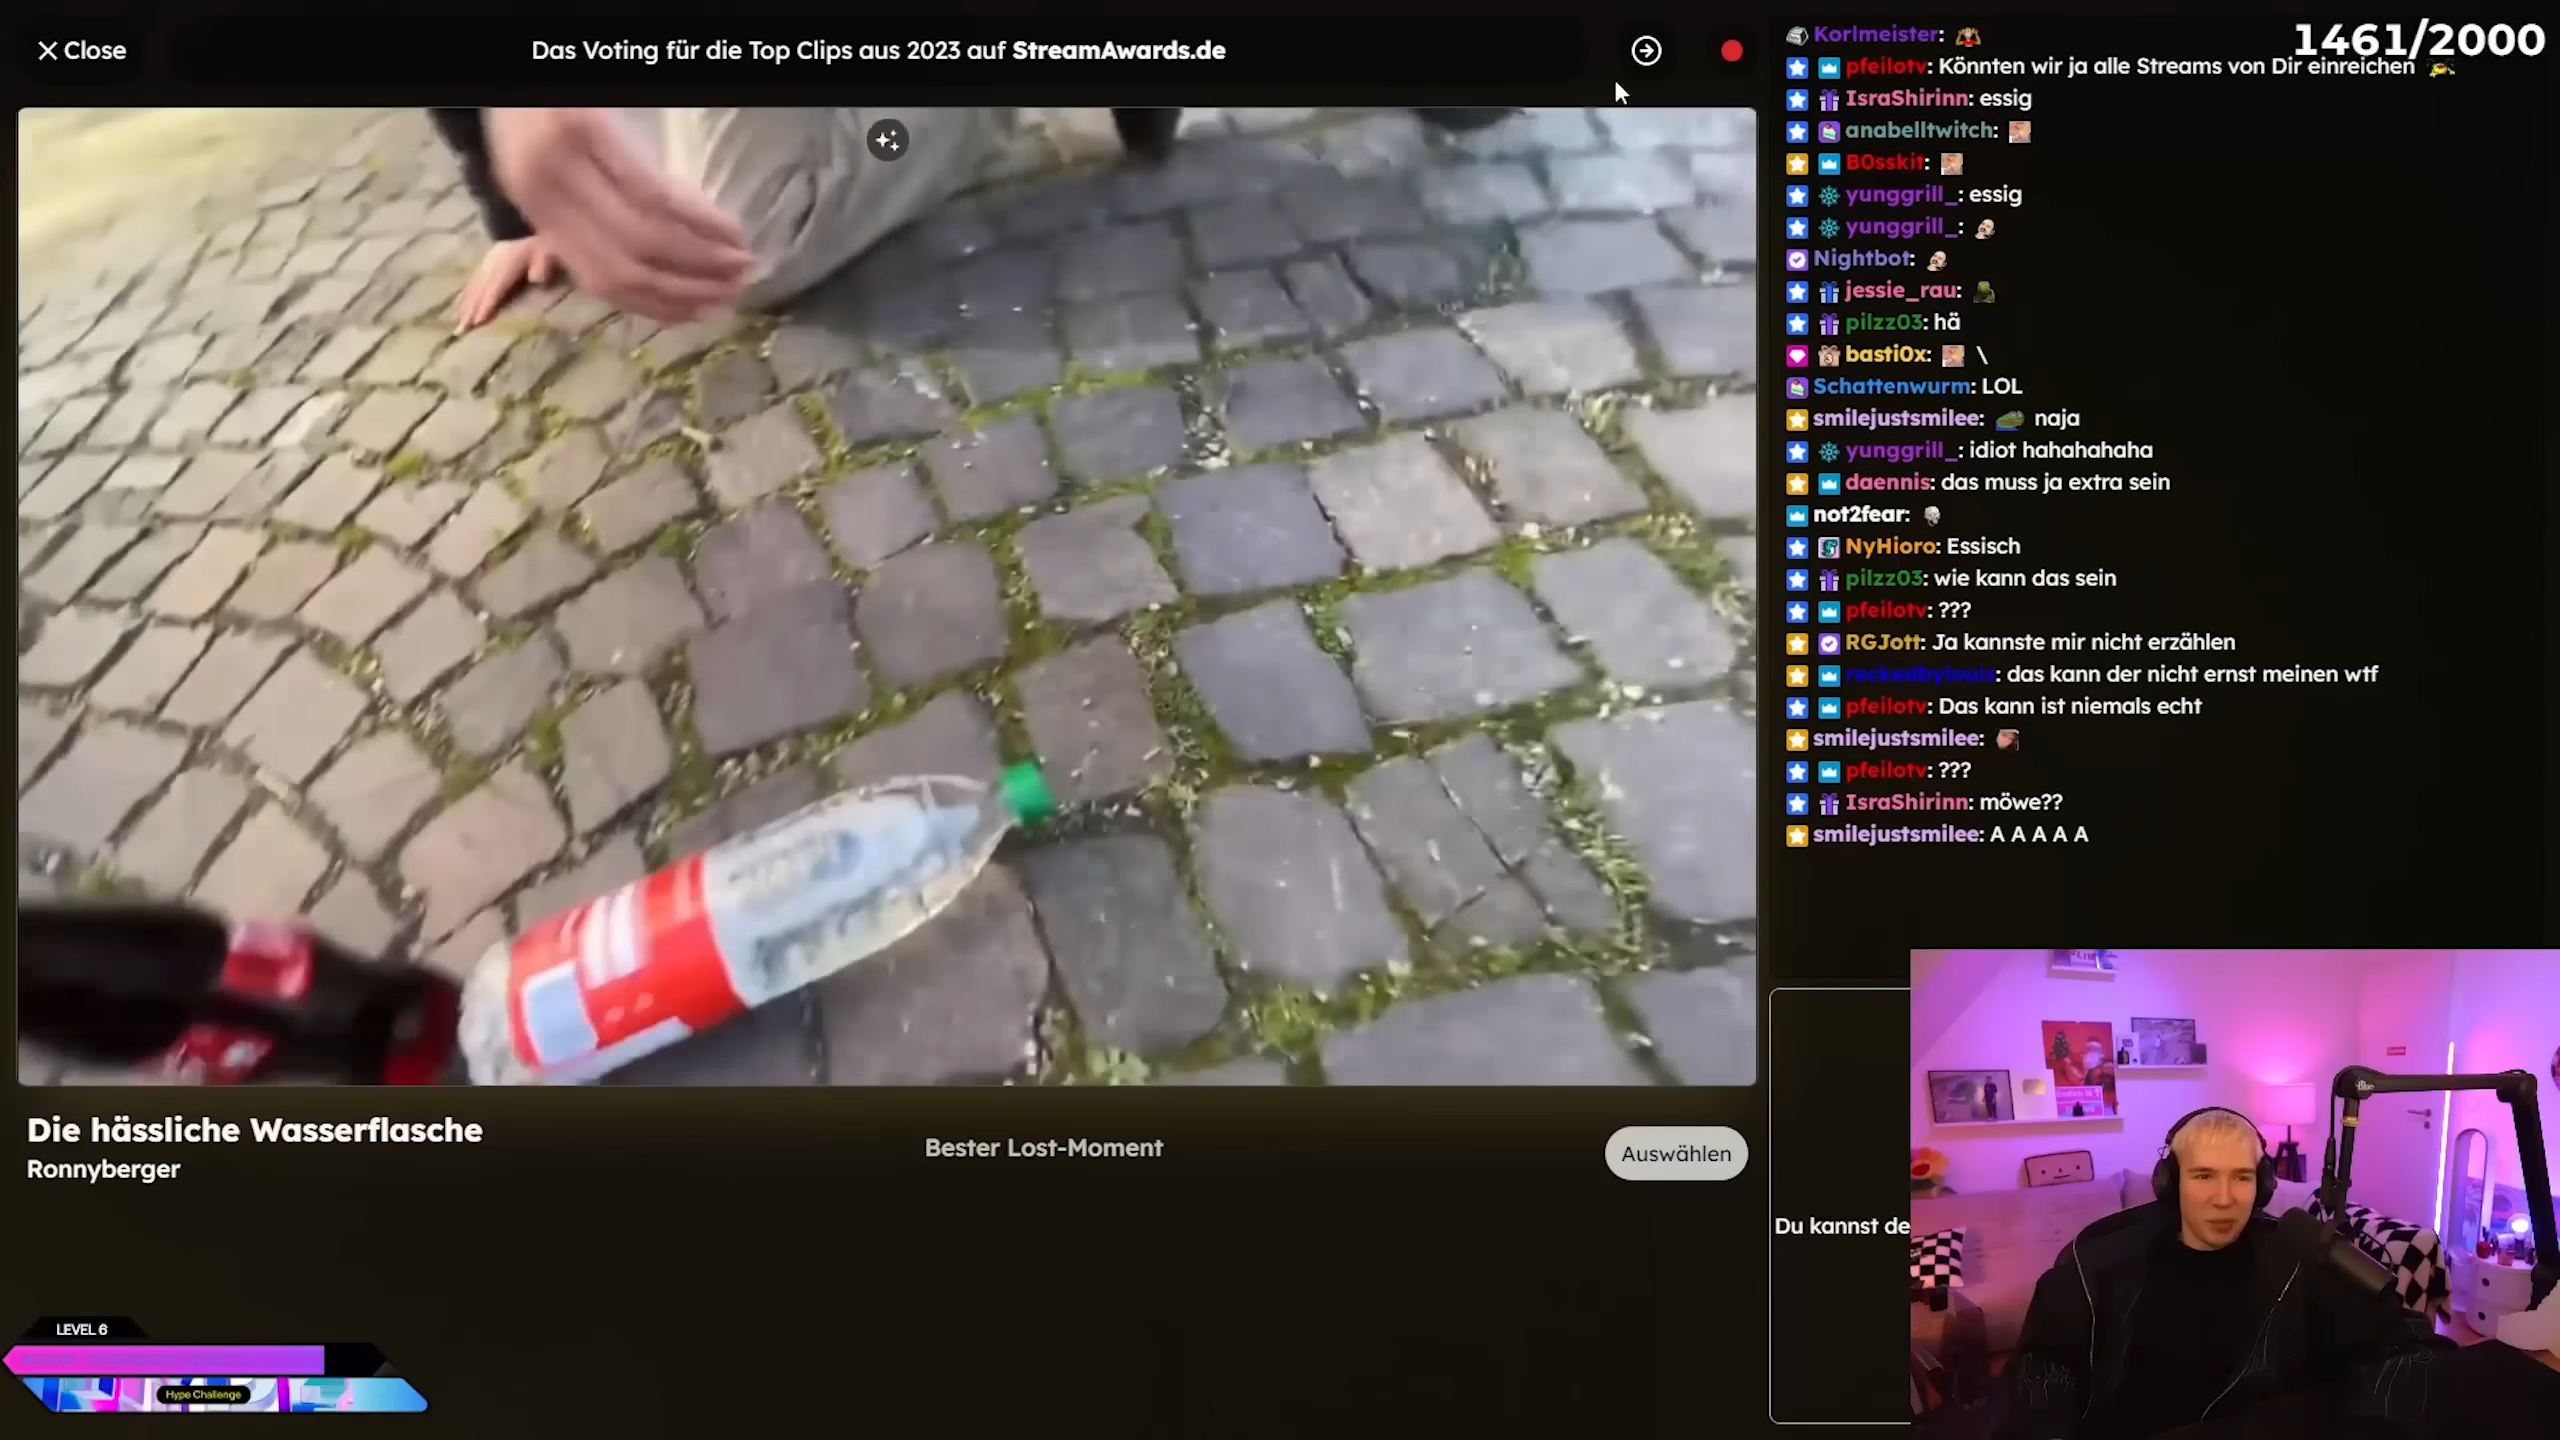 Close
Das Voting für die Top Clips aus 2023 auf StreamAwards.de
1461/2000
Korlmeister:
pfeilotv: Könnten wir ja alle Streams von Dir einreichen
IsraShirinn: essig
anabelltwitch:
B0sskit:
yunggrill_: essig
yunggrill_:
Nightbot:
jessie_rau:
pilzz03: hä
basti0x: \
Schattenwurm: LOL
smilejustsmilee: naja
yunggrill_: idiot hahahahaha
daennis: das muss ja extra sein
not2fear:
NyHioro: Essisch
pilzz03: wie kann das sein
pfeilotv: ???
RGJott: Ja kannste mir nicht erzählen
reckedbylouis: das kann der nicht ernst meinen wtf
pfeilotv: Das kann ist niemals echt
smilejustsmilee:
pfeilotv: ???
IsraShirinn: möwe??
smilejustsmilee: A A A A A
Die hässliche Wasserflasche
Ronnyberger
Bester Lost-Moment
Auswählen
Du kannst de
LEVEL 6
Hype Challenge